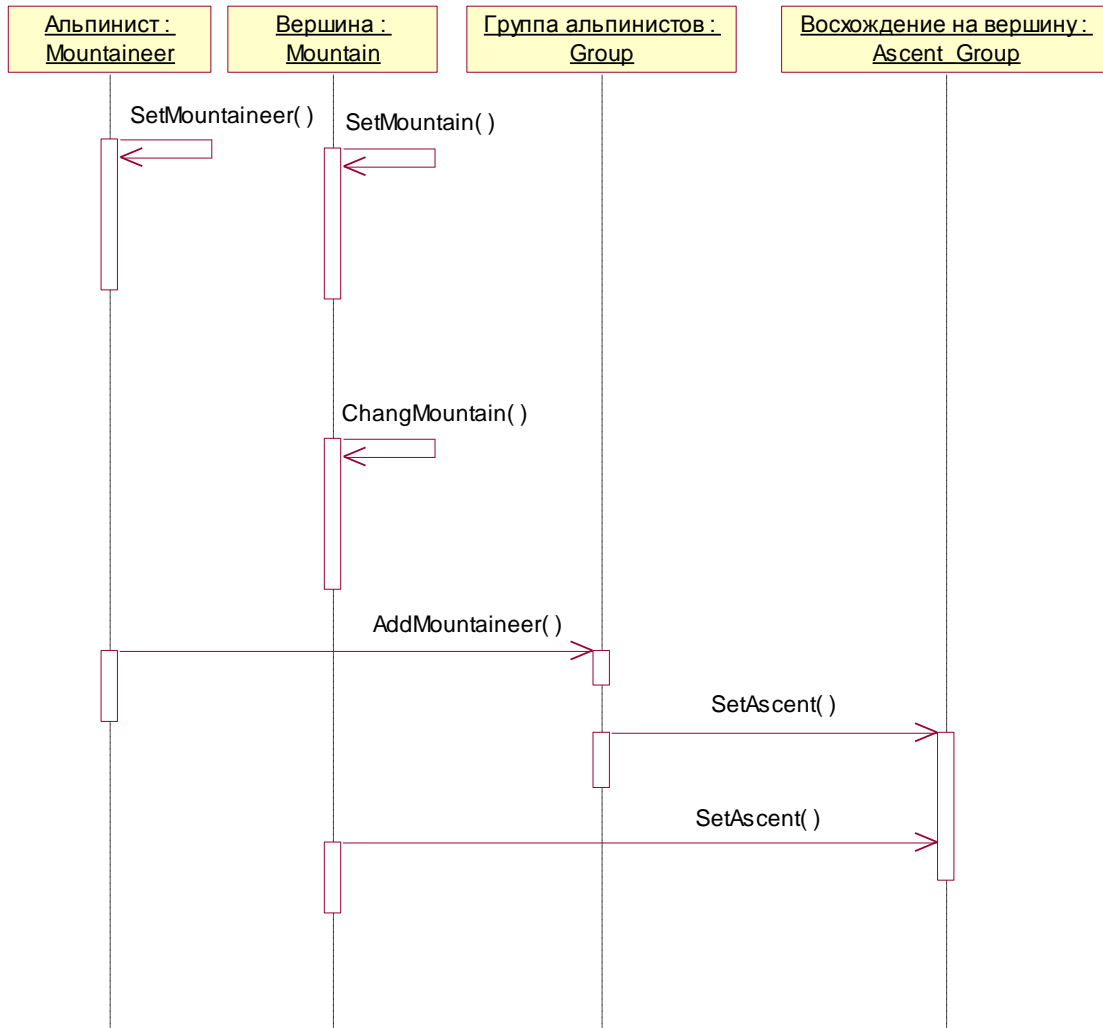 Альпинист :
Mountaineer
Вершина :
Mountain
Группа альпинистов :
Group
Восхождение на вершину :
Ascent_Group
SetMountaineer( )
SetMountain( )
ChangMountain( )
AddMountaineer( )
SetAscent( )
SetAscent( )